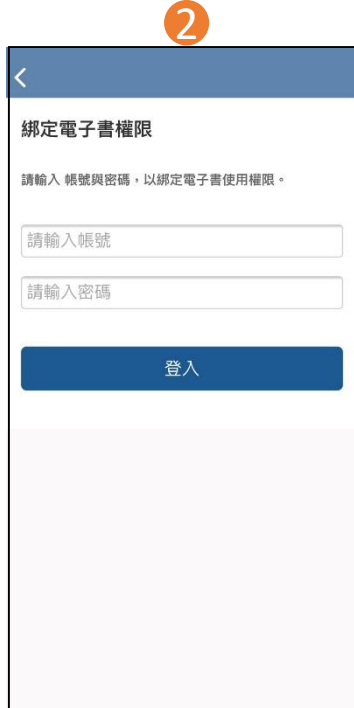 2
綁定電子書權限
請輸入 帳號與密碼，以綁定電子書使用權限。
請輸入帳號
請輸入密碼
登入